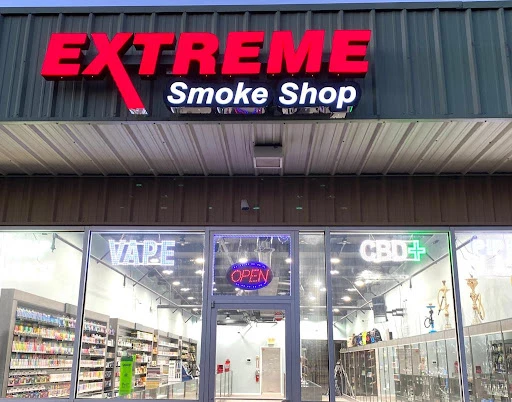 EXTREME
Smoke Shop
VAPE
OPEN
CBD+